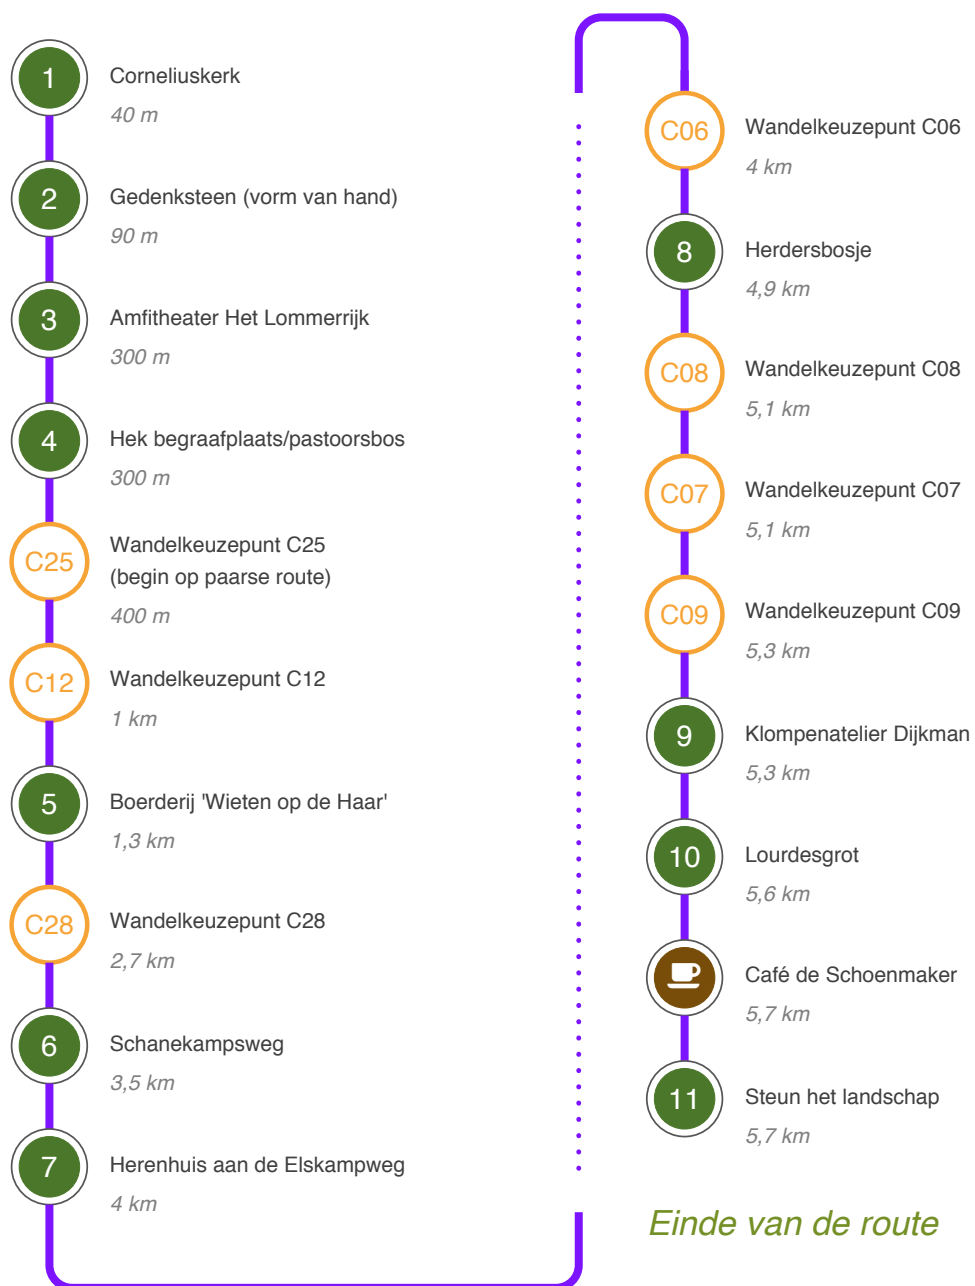 1
Corneliuskerk
40 m
2
Gedenksteen (vorm van hand)
90 m
3
Amfitheater Het Lommerrijk
300 m
4
Hek begraafplaats/pastoorsbos
300 m
C25
Wandelkeuzepunt C25
(begin op paarse route)
400 m
C12
Wandelkeuzepunt C12
1 km
5
Boerderij 'Wieten op de Haar'
1,3 km
C28
Wandelkeuzepunt C28
2,7 km
6
Schanekampsweg
3,5 km
7
Herenhuis aan de Elskampweg
4 km
C06
Wandelkeuzepunt C06
4 km
8
Herdersbosje
4,9 km
C08
Wandelkeuzepunt C08
5,1 km
C07
Wandelkeuzepunt C07
5,1 km
C09
Wandelkeuzepunt C09
5,3 km
9
Klompenatelier Dijkman
5,3 km
10
Lourdesgrot
5,6 km
Café de Schoenmaker
5,7 km
11
Steun het landschap
5,7 km
Einde van de route